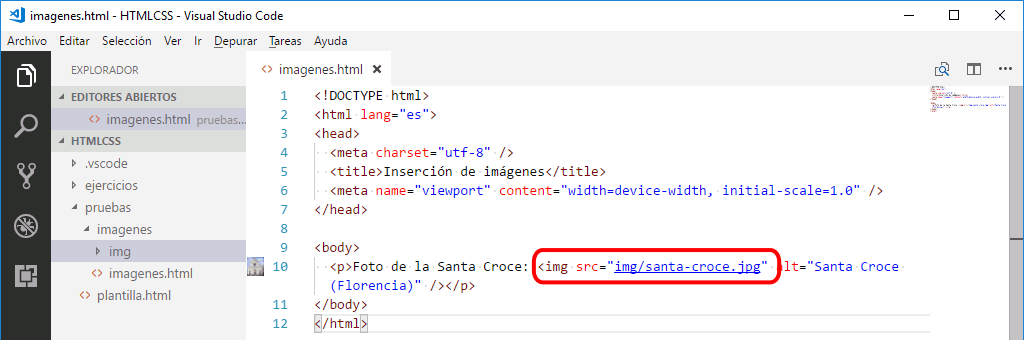 imagenes.html - HTMLCSS - Visual Studio Code
Archivo Editar Selección Ver Ir Depurar Tareas Ayuda
EXPLORADOR
EDITORES ABIERTOS
<> imagenes.html pruebas...
HTMLCSS
.vscode
ejercicios
pruebas
imagenes
img
<> imagenes.html
<> plantilla.html
<> imagenes.html ×
1 <!DOCTYPE html>
2 <html lang="es">
3 <head>
4 <meta charset="utf-8" />
5 <title>Inserción de imágenes</title>
6 <meta name="viewport" content="width=device-width, initial-scale=1.0" />
7 </head>
8
9 <body>
10 <p>Foto de la Santa Croce: <img src="img/santa-croce.jpg" alt="Santa Croce
(Florencia)" /></p>
11 </body>
12 </html>